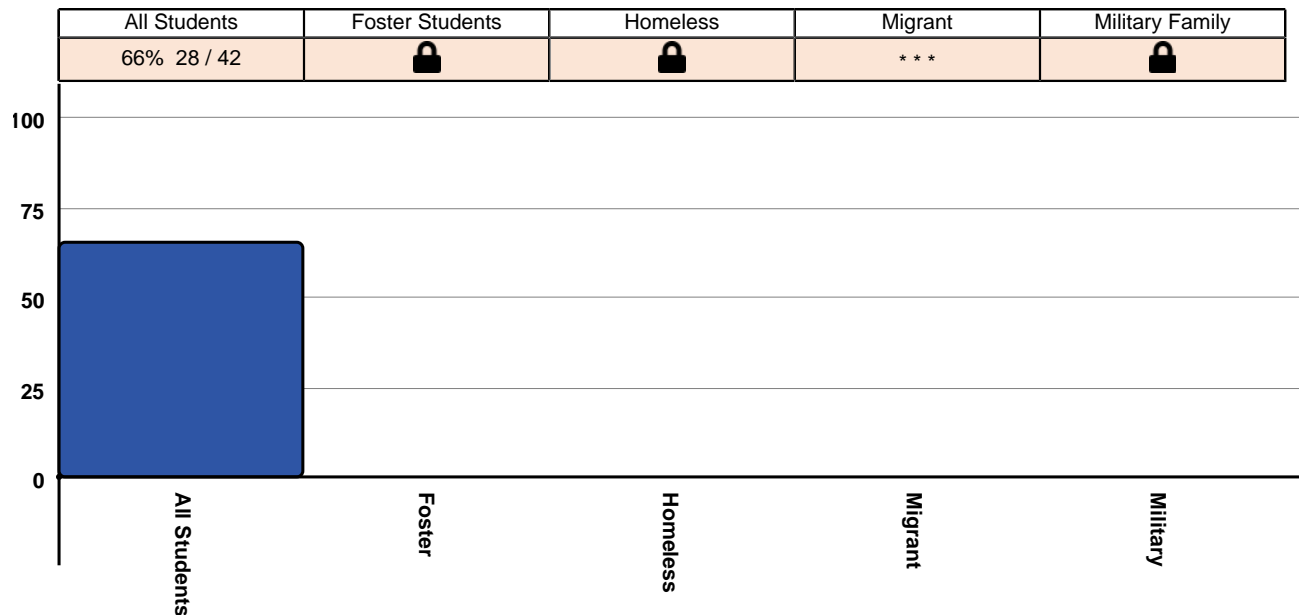 All Students Foster Students Homeless Migrant Military Family
66% 28 / 42 * * *
100
75
50
25
0
All Students
Foster
Homeless
Migrant
Military